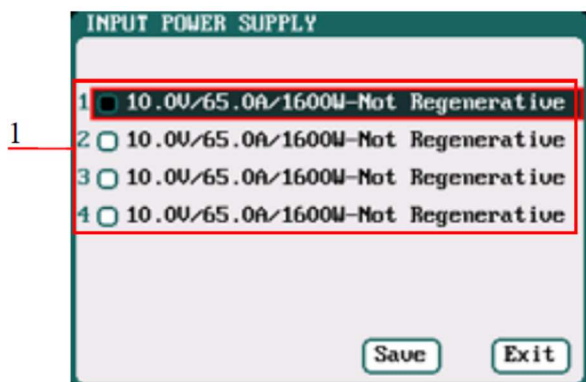 INPUT POWER SUPPLY
1 10.0V/65.0A/1600W-Not Regenerative
1
2 10.0V/65.0A/1600W-Not Regenerative
3 10.0V/65.0A/1600W-Not Regenerative
4 10.0V/65.0A/1600W-Not Regenerative
Save Exit